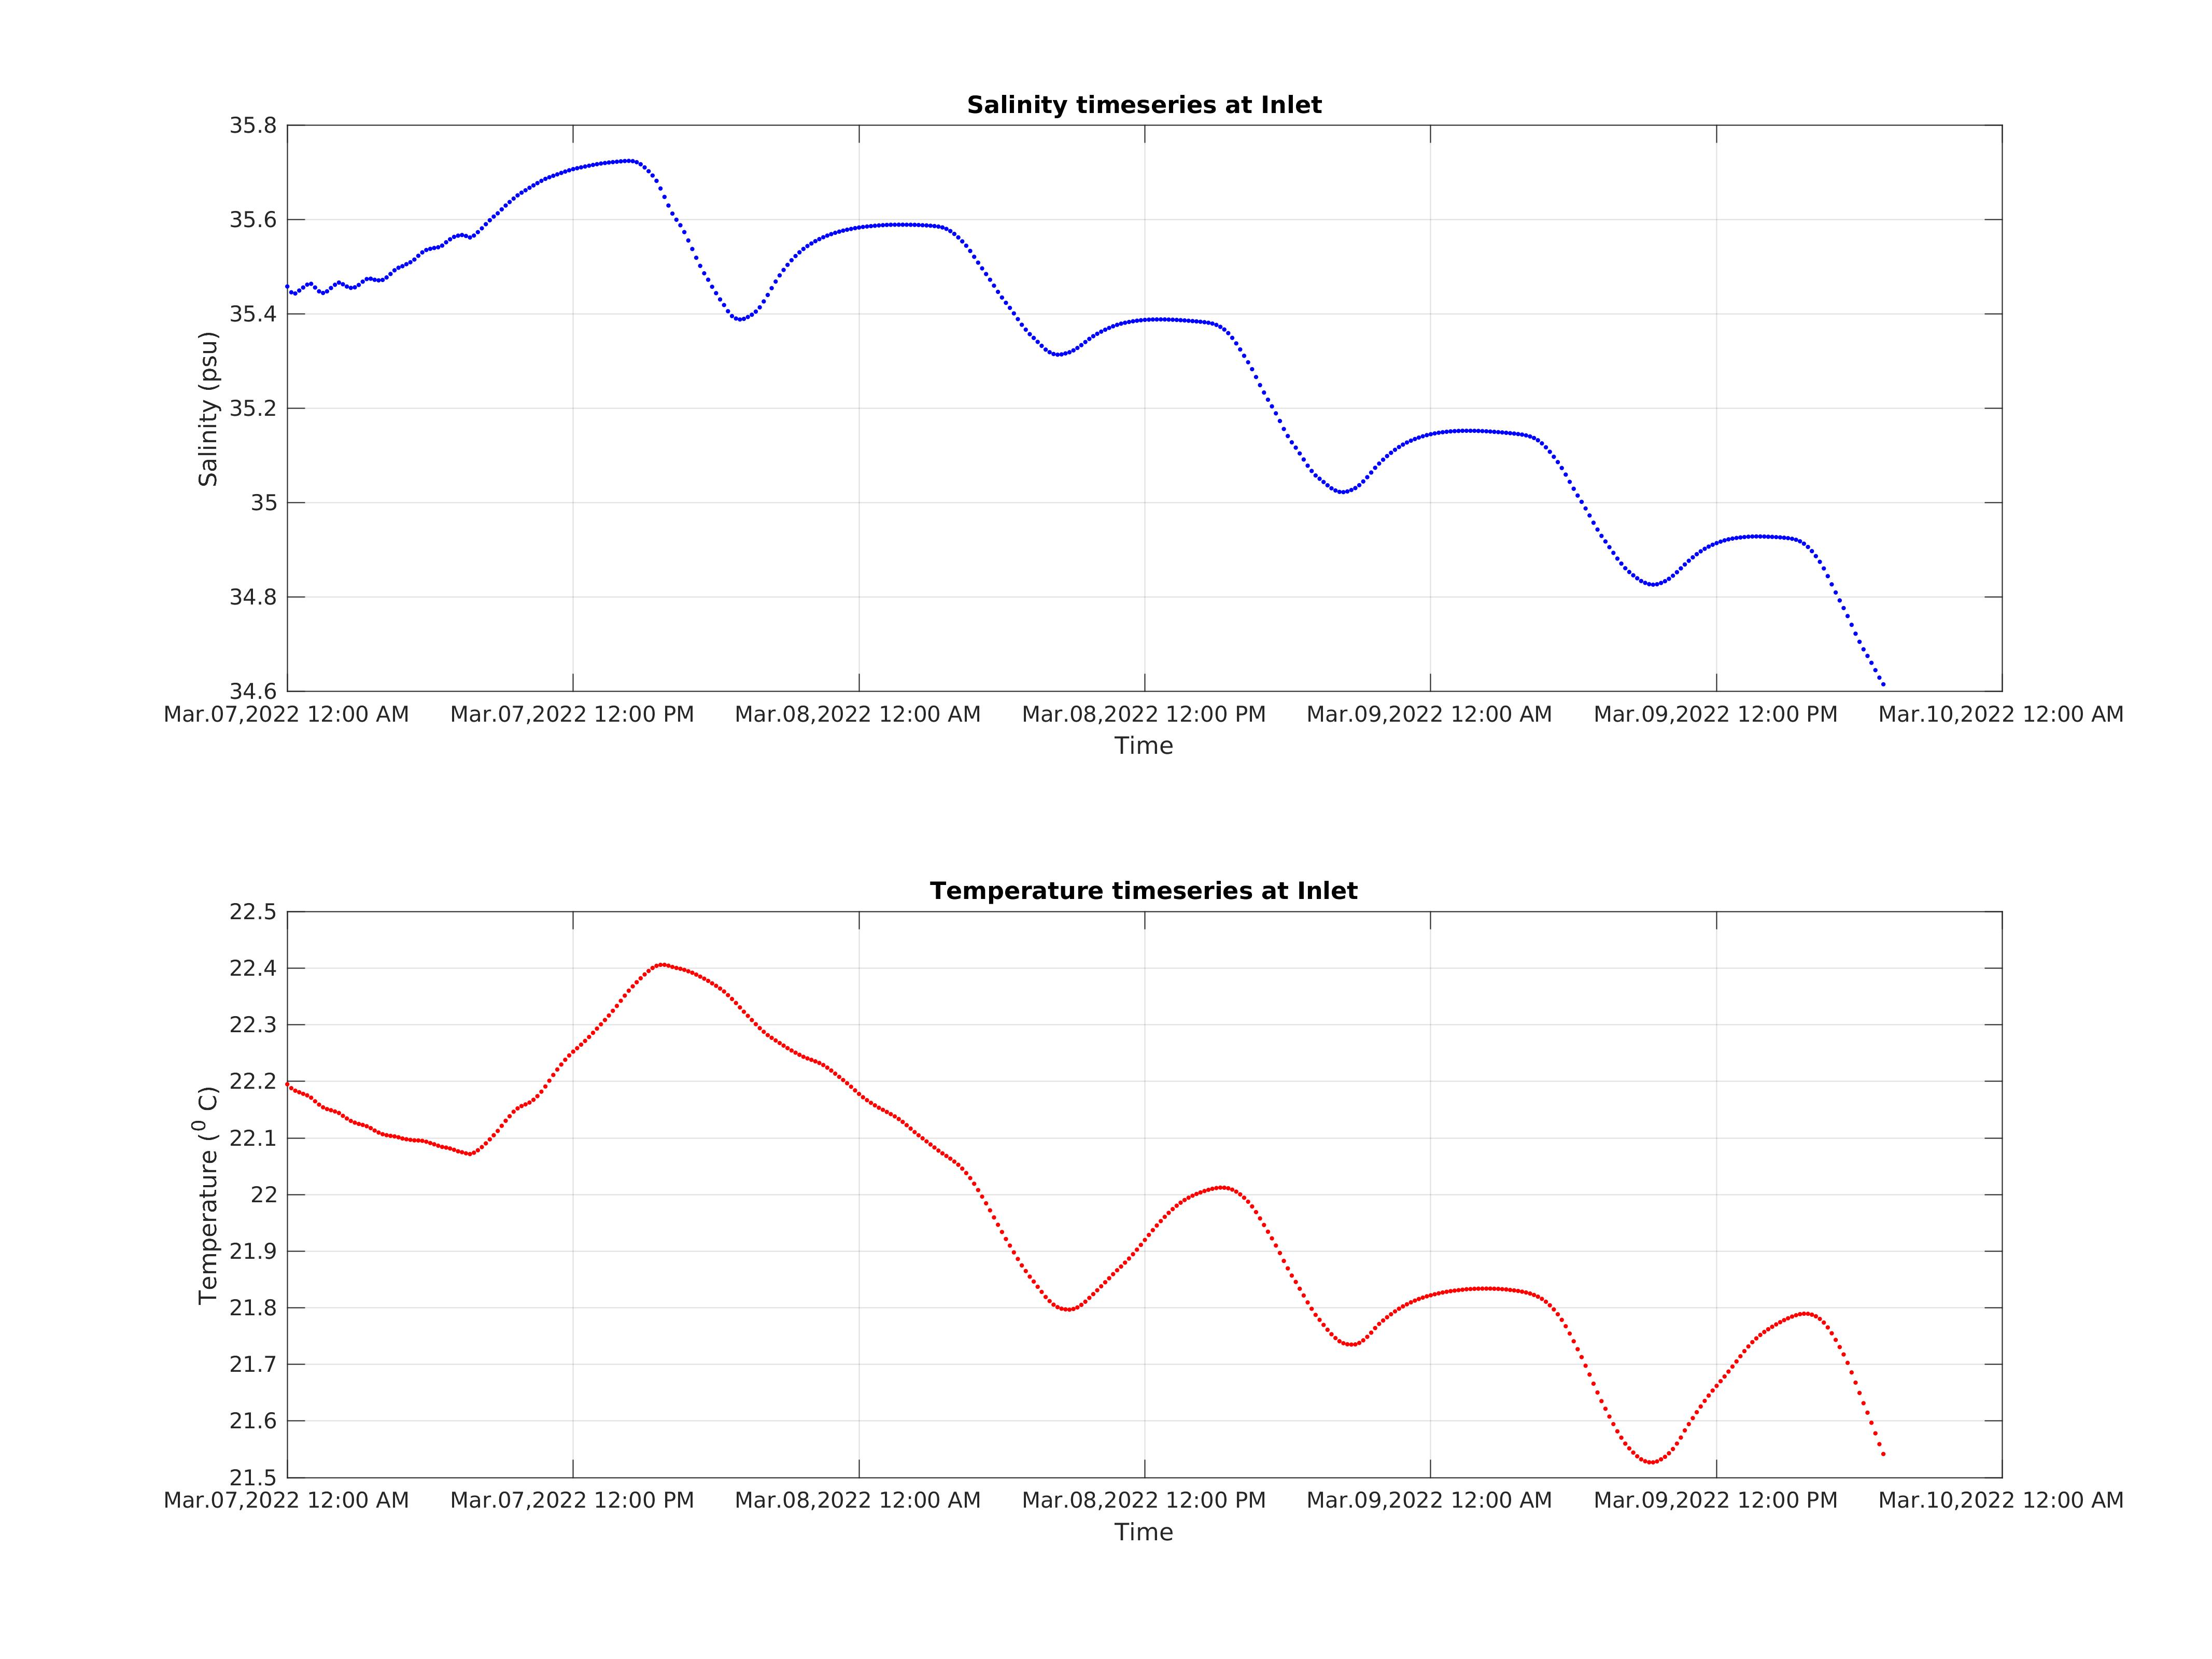 Salinity timeseries at Inlet
35.8
35.6
35.4
35.2
35
34.8
34.6
Salinity (psu)
Mar.07,2022 12:00 AM Mar.07,2022 12:00 PM Mar.08,2022 12:00 AM Mar.08,2022 12:00 PM Mar.09,2022 12:00 AM Mar.09,2022 12:00 PM Mar.10,2022 12:00 AM
Time
Temperature timeseries at Inlet
22.5
22.4
22.3
22.2
22.1
22
21.9
21.8
21.7
21.6
21.5
Temperature (⁰ C)
Mar.07,2022 12:00 AM Mar.07,2022 12:00 PM Mar.08,2022 12:00 AM Mar.08,2022 12:00 PM Mar.09,2022 12:00 AM Mar.09,2022 12:00 PM Mar.10,2022 12:00 AM
Time